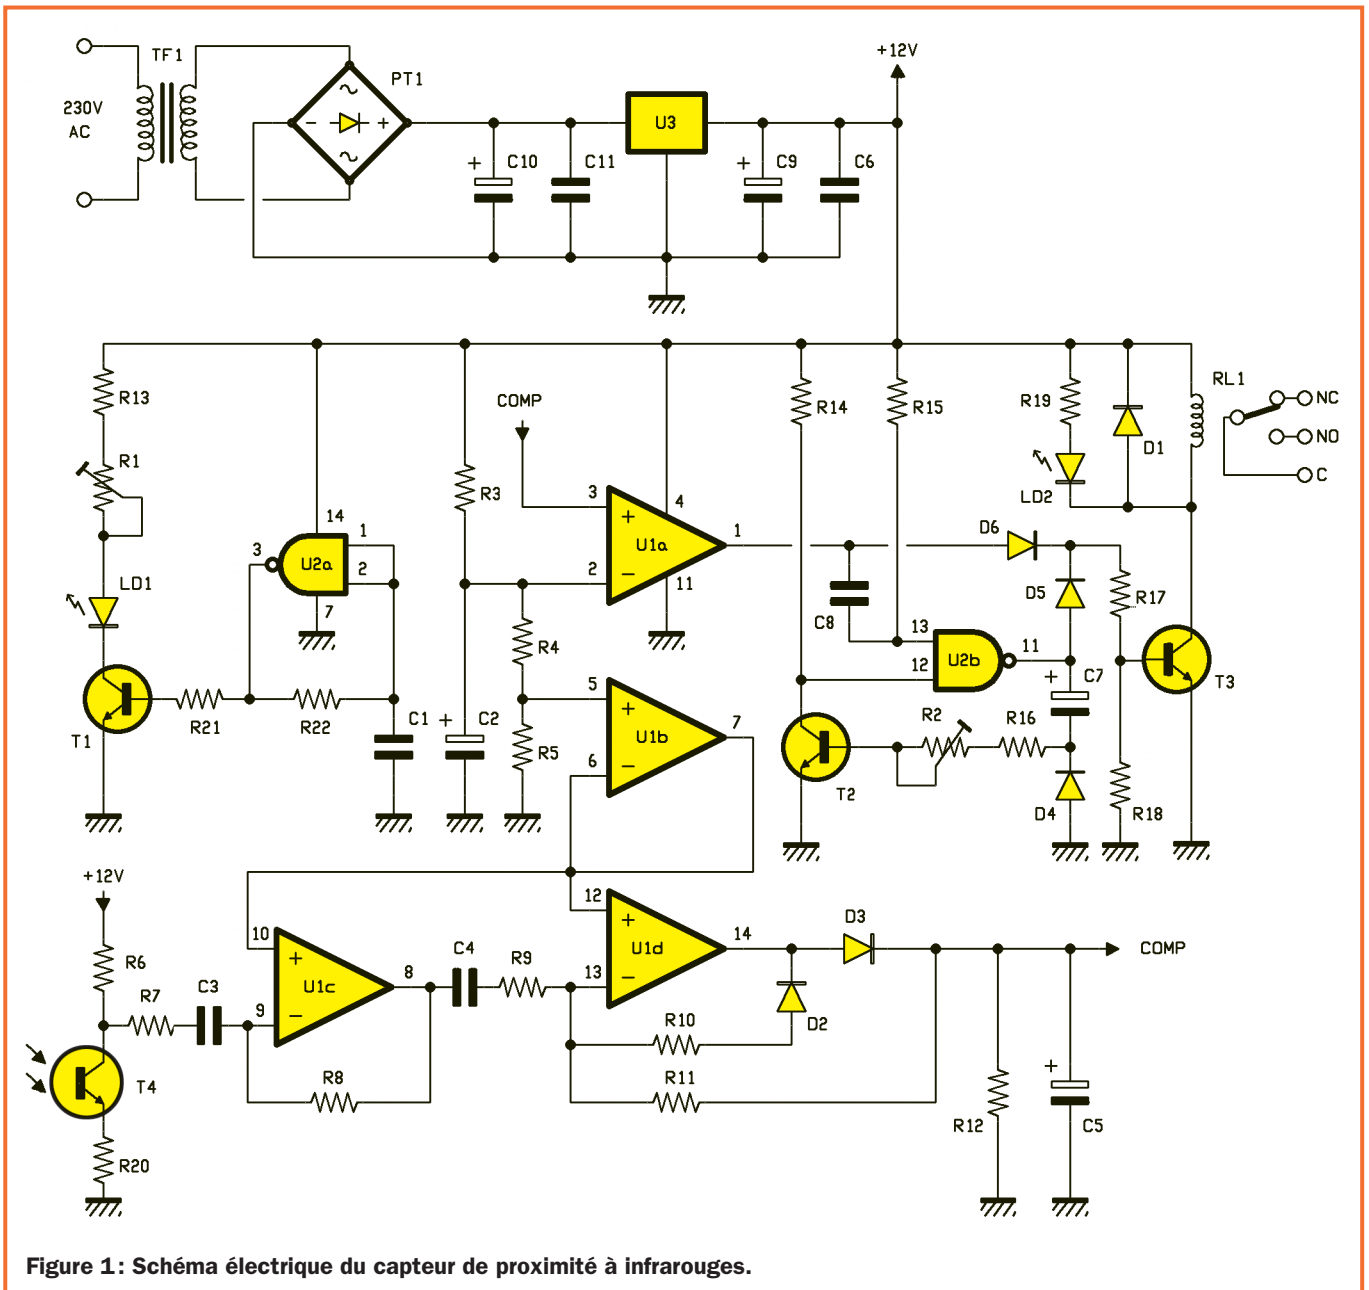 +12V
TF1
PT1
230V
AC
U3
+
C10
C11
+
C9
C6
- +
RL1
NC
NO
C
R13
COMP
R14
R15
R19
D1
R1
LD2
R3
3
+
4
U1a
1
D6
14
1
3
U2a
2
2
-
11
7
LD1
D5
R17
C8
13
U2b
11
12
R4
T3
+
C7
5
+
U1b
7
R2
R16
R21
R22
C1
+
C2
R5
6
-
T1
T2
D4
R18
+12V
12
+
U1d
14
D3
COMP
10
+
U1c
8
C4
R9
13
-
R6
R7
C3
9
-
D2
R10
T4
R8
R11
R12
+
C5
R20
Figure 1: Schéma électrique du capteur de proximité à infrarouges.